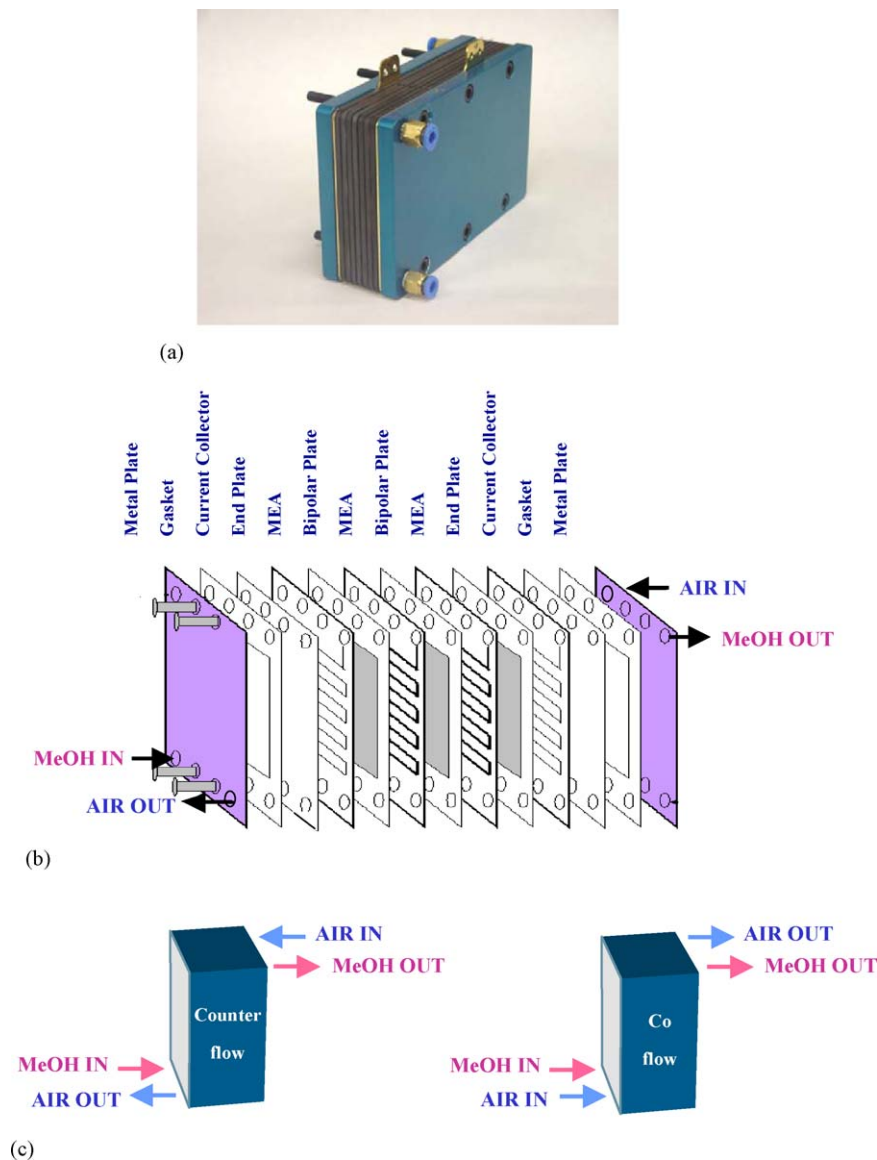 (a)
Metal Plate
Gasket
Current Collector
End Plate
MEA
Bipolar Plate
MEA
Bipolar Plate
MEA
End Plate
Current Collector
Gasket
Metal Plate
AIR IN
MeOH OUT
MeOH IN
AIR OUT
(b)
AIR IN
MeOH OUT
Counter
flow
MeOH IN
AIR OUT
AIR OUT
MeOH OUT
Co
flow
MeOH IN
AIR IN
(c)